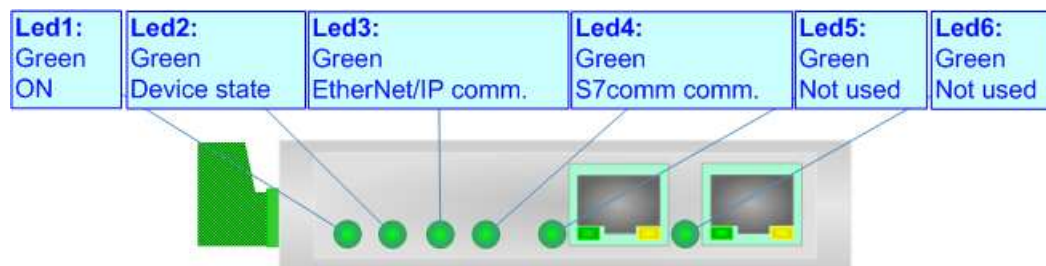 Led1:
Green
ON
Led2:
Green
Device state
Led3:
Green
EtherNet/IP comm.
Led4:
Green
S7comm comm.
Led5:
Green
Not used
Led6:
Green
Not used